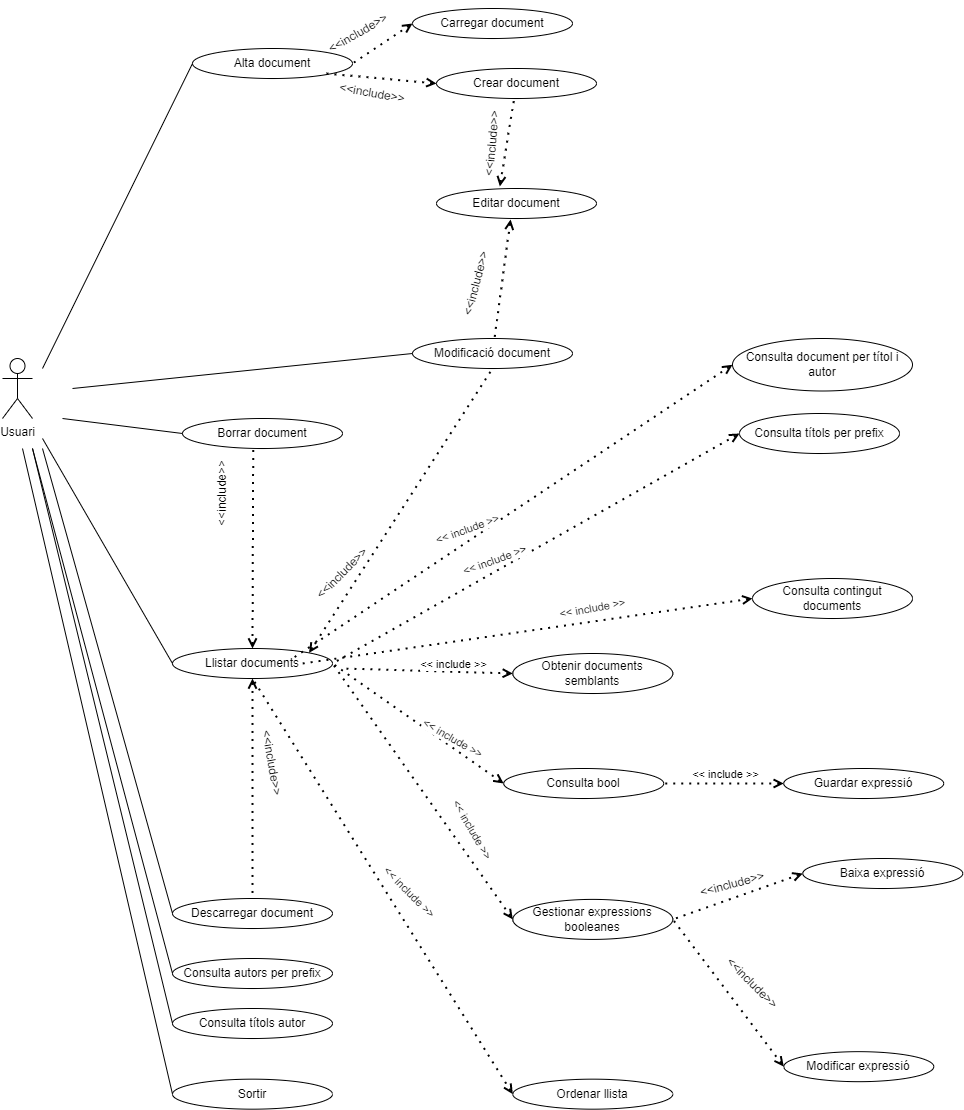 Carregar document
<<include>>
Alta document
Crear document
<<include>>
<<include>>
Editar document
<<include>>
Modificació document
Consulta document per títol i
autor
Usuari
Borrar document
Consulta títols per prefix
<<include>>
<< include >>
<< include >>
<<include>>
Consulta contingut
documents
<< include >>
Llistar documents
<< include >>
Obtenir documents
semblants
<< include >>
<<include>>
Consulta bool
<< include >>
Guardar expressió
<< include >>
Baixa expressió
<<include>>
<< include >>
Descarregar document
Gestionar expressions
booleanes
Consulta autors per prefix
<<include>>
Consulta títols autor
Modificar expressió
Sortir
Ordenar llista